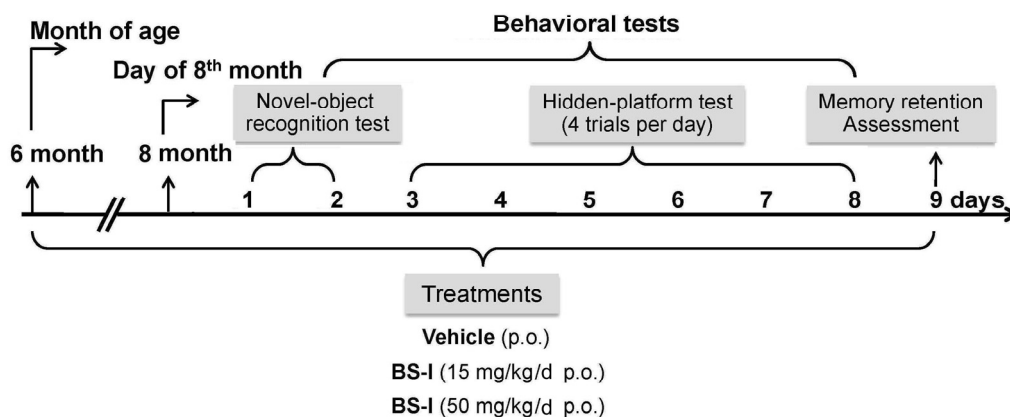 Month of age
Behavioral tests
Day of 8th month
Novel-object
recognition test
Hidden-platform test
(4 trials per day)
Memory retention
Assessment
6 month
8 month
1 2 3 4 5 6 7 8 9 days
Treatments
Vehicle (p.o.)
BS-I (15 mg/kg/d p.o.)
BS-I (50 mg/kg/d p.o.)